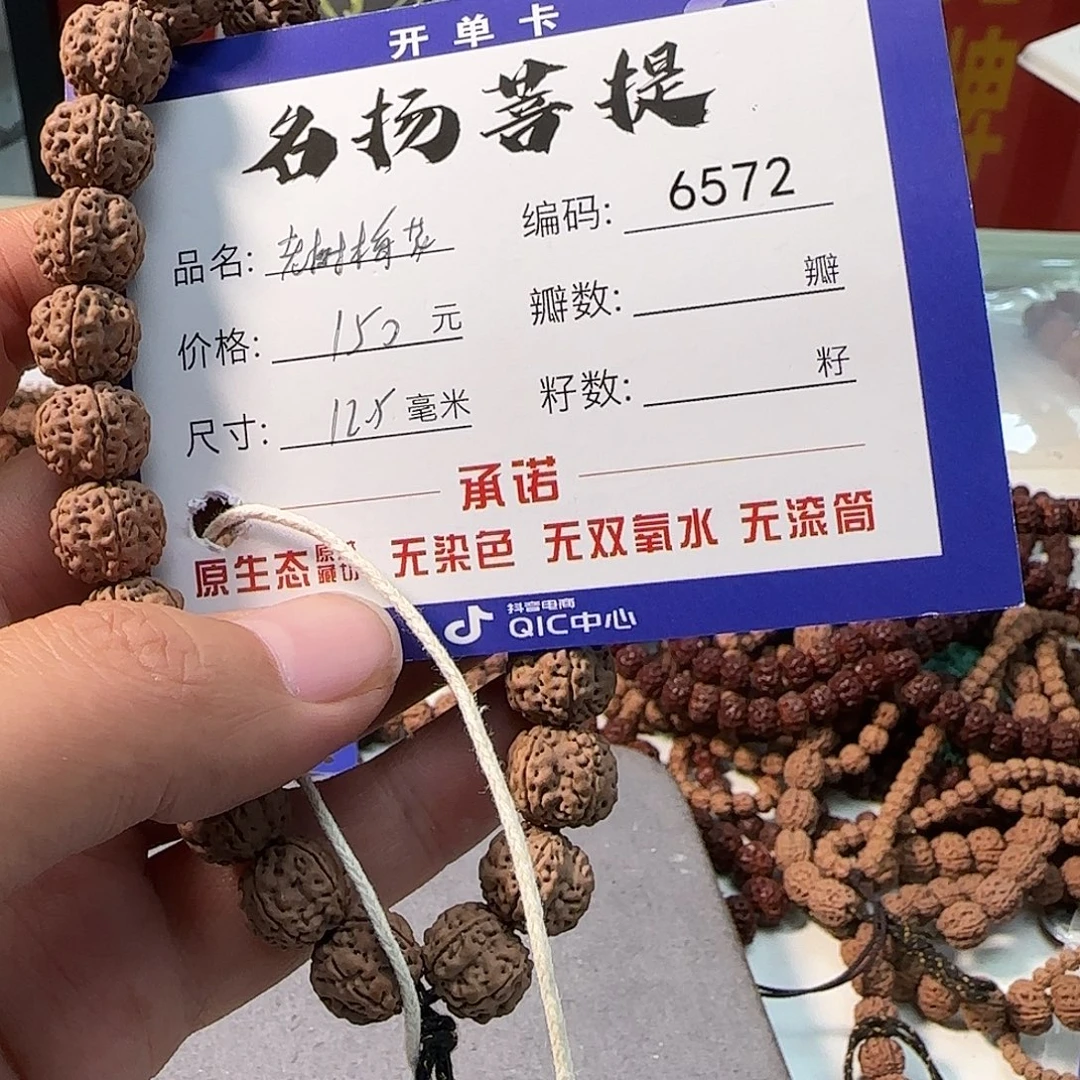 开单卡
名扬菩提
品名: 老树梅花 编码: 6572
价格: 150 元 瓣数: 瓣
尺寸: 12.5 毫米 籽数: 籽
承诺
原生态 无染色 无双氧水 无滚筒
抖音电商
QIC中心